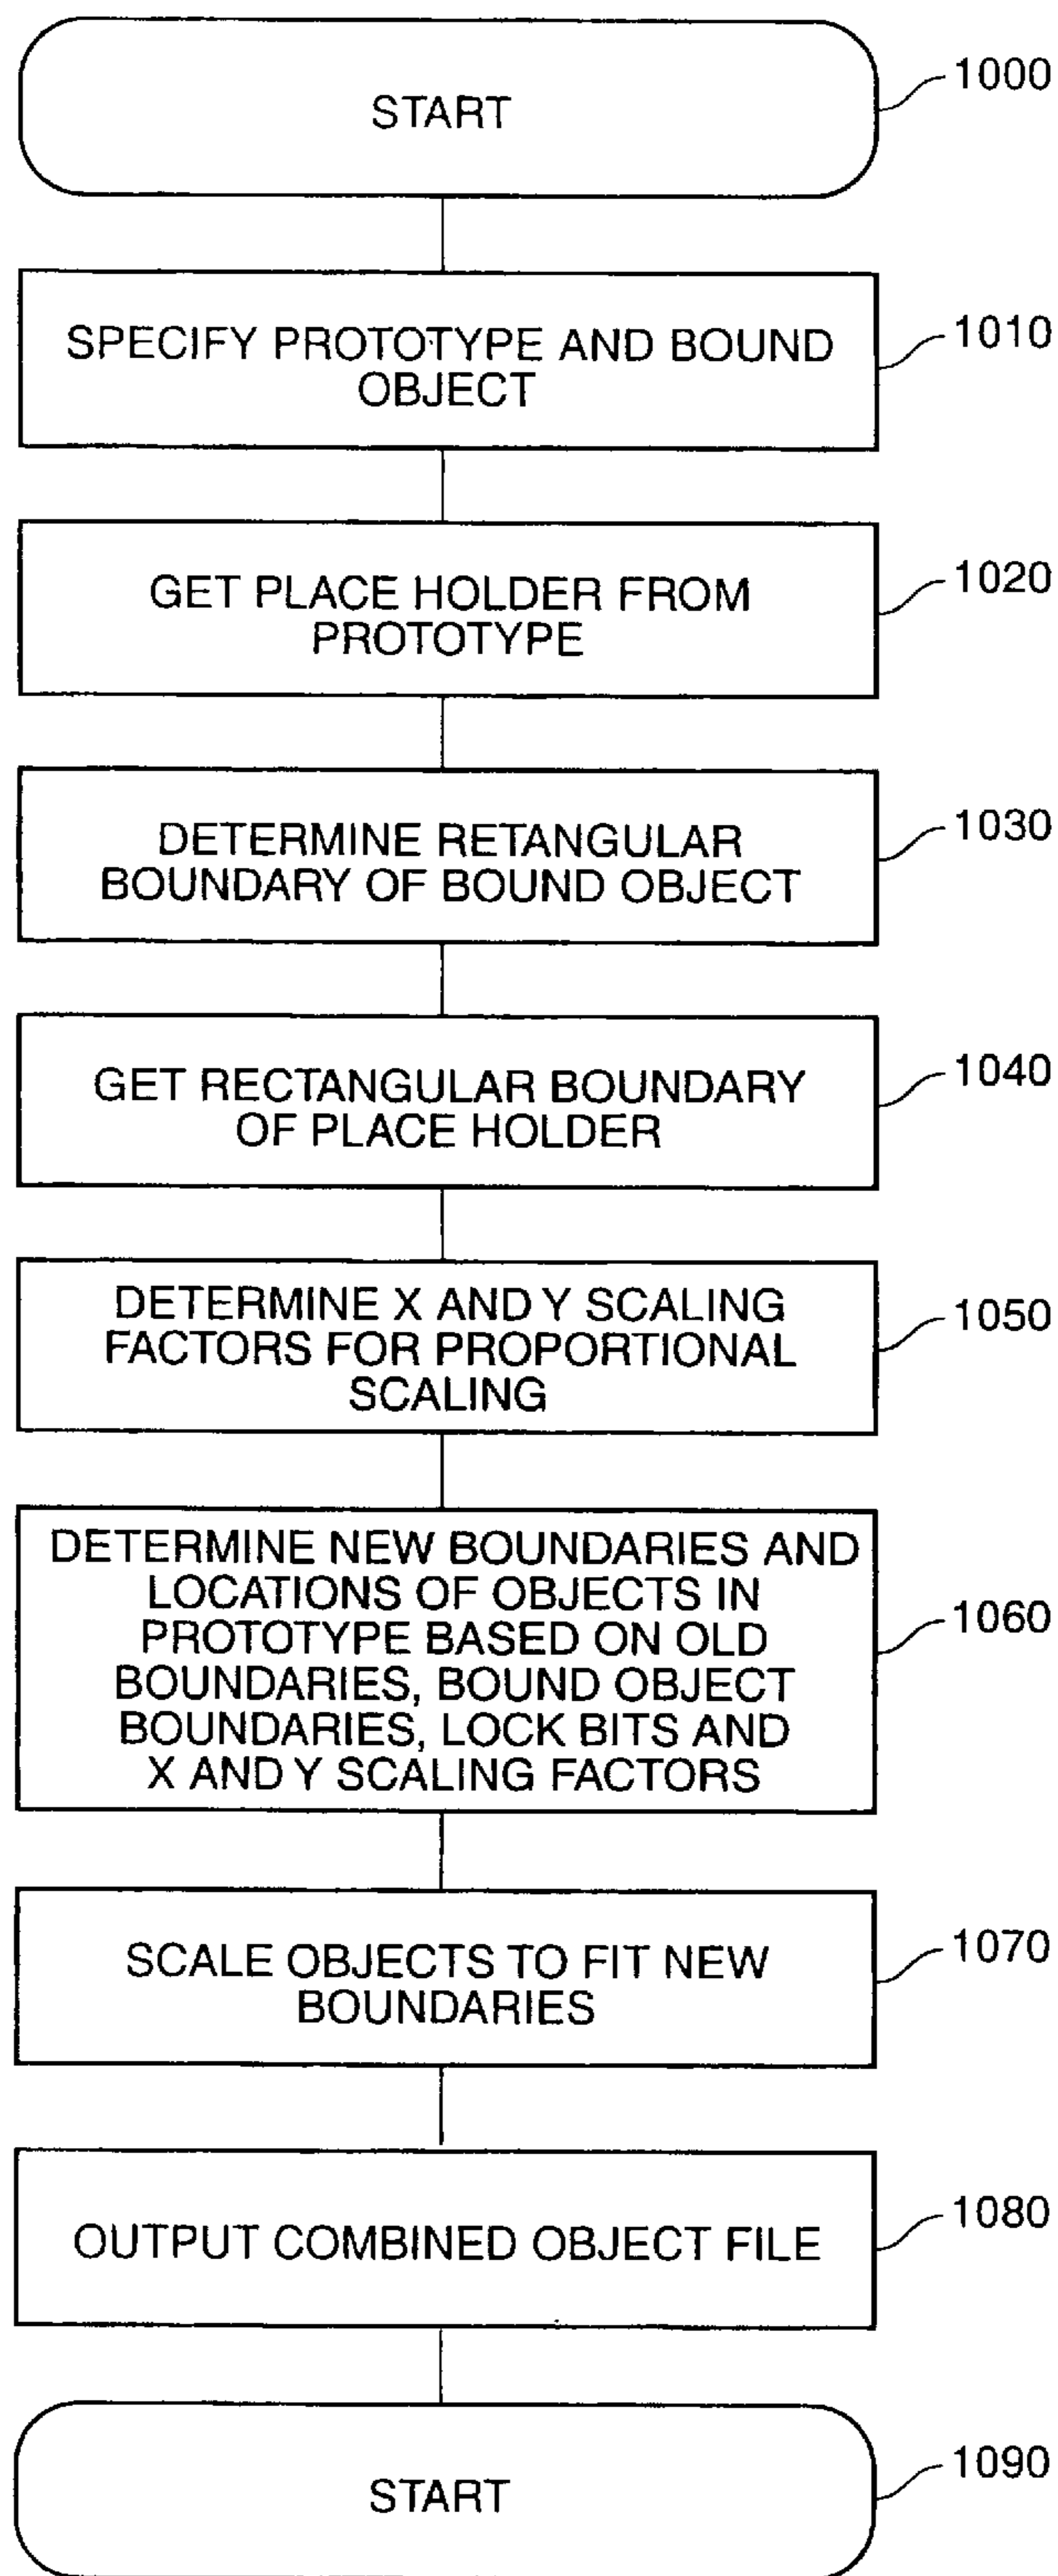 START
1000
SPECIFY PROTOTYPE AND BOUND
OBJECT
1010
GET PLACE HOLDER FROM
PROTOTYPE
1020
DETERMINE RETANGULAR
BOUNDARY OF BOUND OBJECT
1030
GET RECTANGULAR BOUNDARY
OF PLACE HOLDER
1040
DETERMINE X AND Y SCALING
FACTORS FOR PROPORTIONAL
SCALING
1050
DETERMINE NEW BOUNDARIES AND
LOCATIONS OF OBJECTS IN
PROTOTYPE BASED ON OLD
BOUNDARIES, BOUND OBJECT
BOUNDARIES, LOCK BITS AND
X AND Y SCALING FACTORS
1060
SCALE OBJECTS TO FIT NEW
BOUNDARIES
1070
OUTPUT COMBINED OBJECT FILE
1080
START
1090